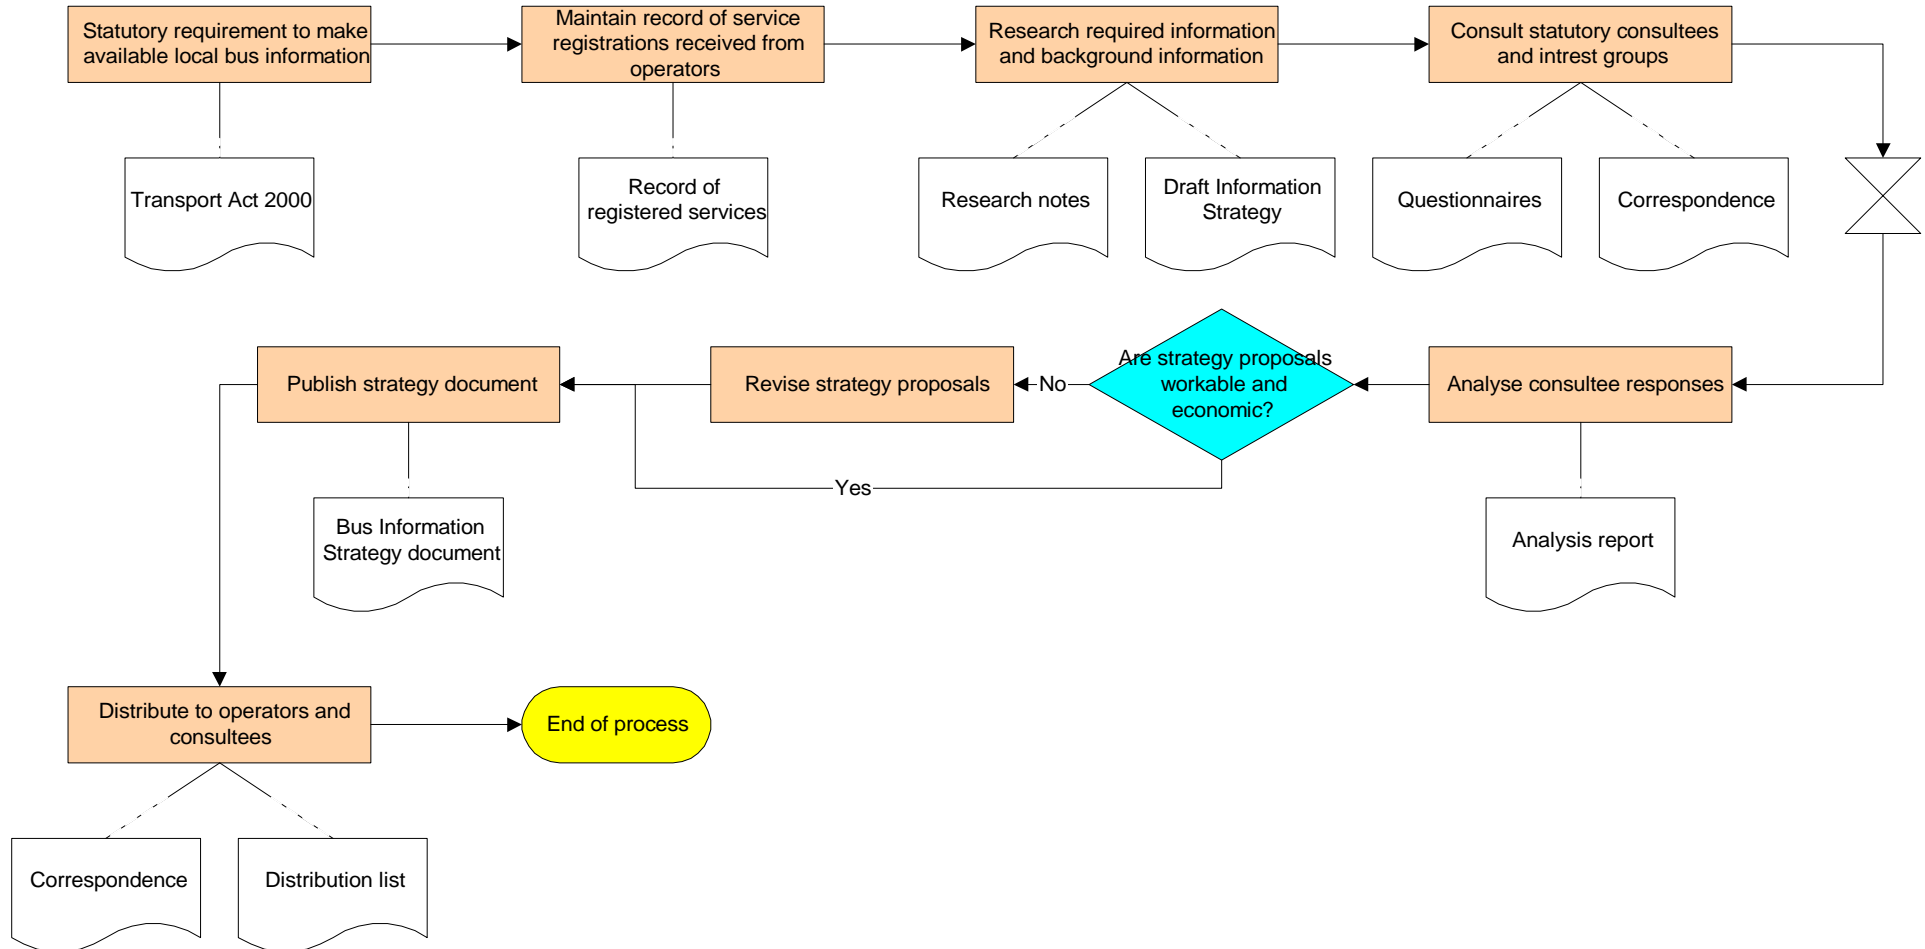 Statutory requirement to make
available local bus information
Maintain record of service
registrations received from
operators
Research required information
and background information
Consult statutory consultees
and intrest groups
Transport Act 2000
Record of
registered services
Research notes
Draft Information
Strategy
Questionnaires
Correspondence
Publish strategy document
Revise strategy proposals
No
Are strategy proposals
workable and
economic?
Analyse consultee responses
Yes
Bus Information
Strategy document
Analysis report
Distribute to operators and
consultees
End of process
Correspondence
Distribution list